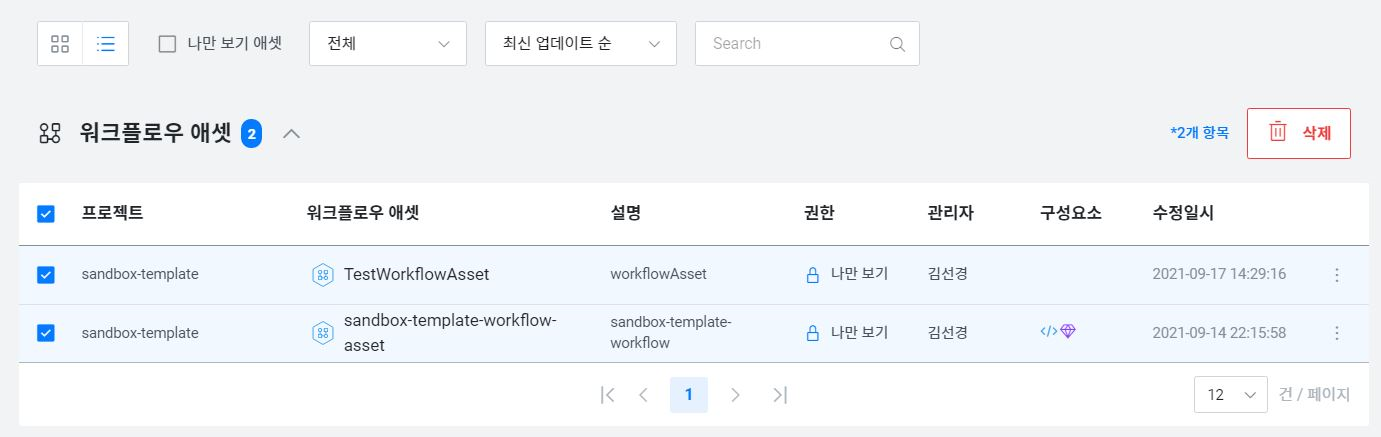 나만 보기 애셋 전체 최신 업데이트 순 Search
워크플로우 애셋 2 *2개 항목 삭제
프로젝트 워크플로우 애셋 설명 권한 관리자 구성요소 수정일시
sandbox-template TestWorkflowAsset workflowAsset 나만 보기 김선경 2021-09-17 14:29:16
sandbox-template sandbox-template-workflow-
asset sandbox-template-
workflow 나만 보기 김선경 </> 2021-09-14 22:15:58
1 12 건 / 페이지